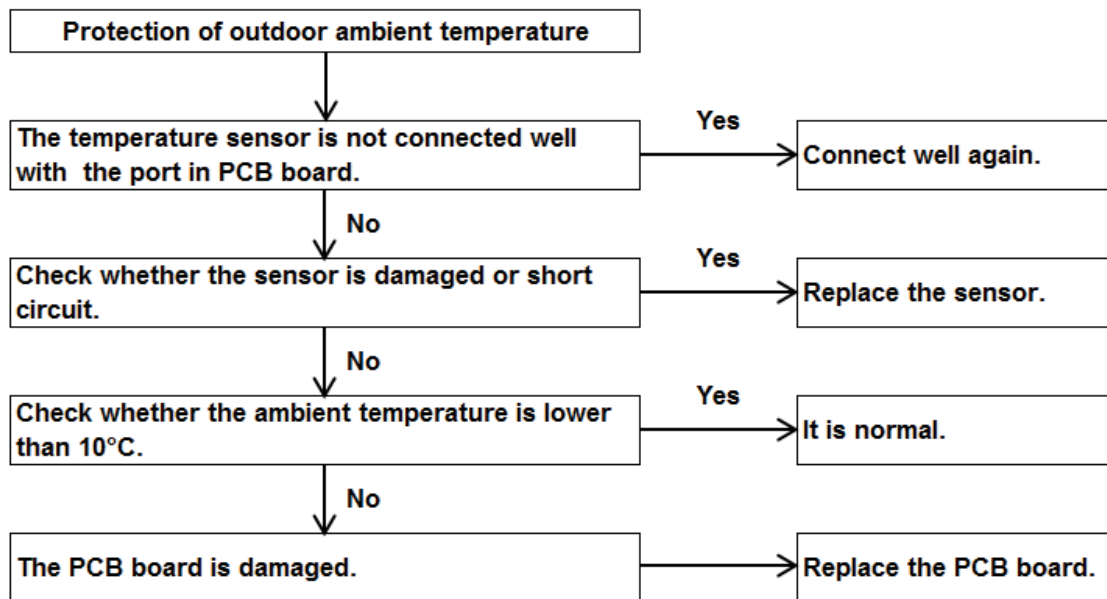 Protection of outdoor ambient temperature
The temperature sensor is not connected well
with the port in PCB board.
Yes
Connect well again.
No
Check whether the sensor is damaged or short
circuit.
Yes
Replace the sensor.
No
Check whether the ambient temperature is lower
than 10°C.
Yes
It is normal.
No
The PCB board is damaged.
Replace the PCB board.